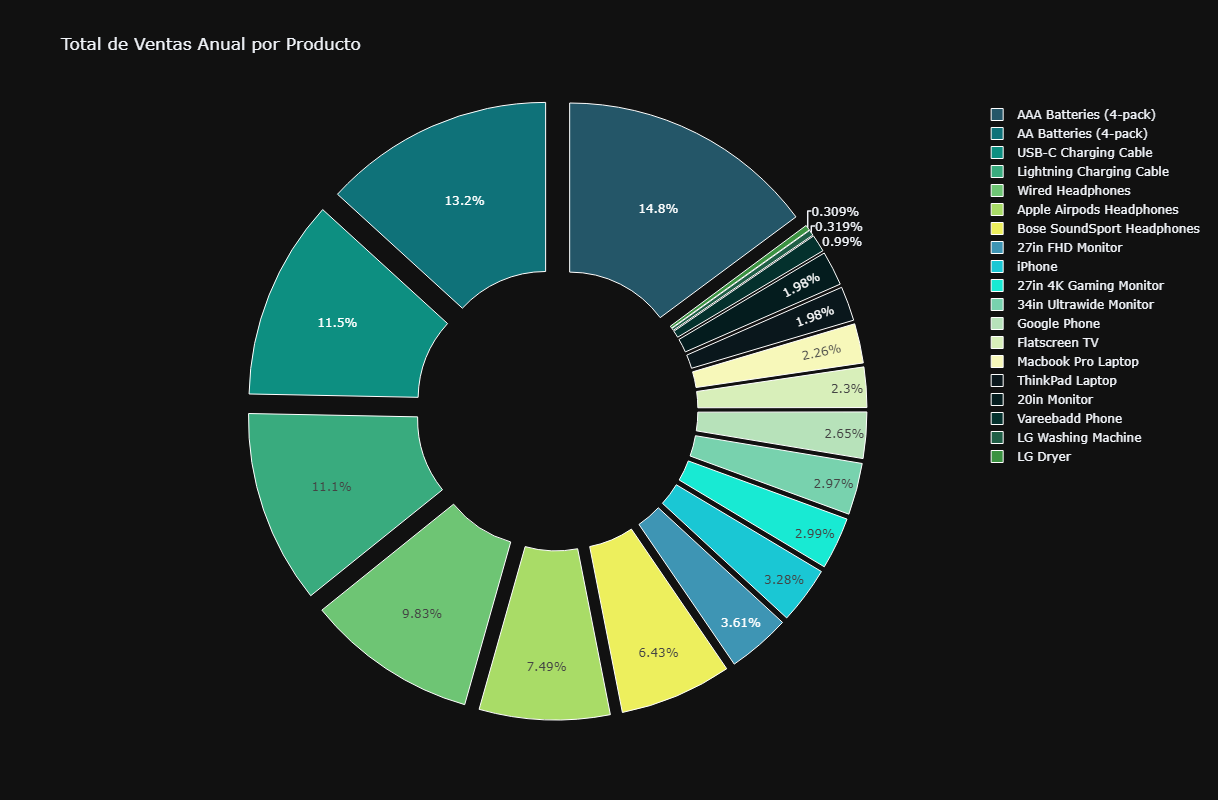 Total de Ventas Anual por Producto
14.8%
13.2%
11.5%
11.1%
9.83%
7.49%
6.43%
3.61%
3.28%
2.99%
2.97%
2.65%
2.3%
2.26%
1.98%
1.98%
0.99%
0.319%
0.309%
AAA Batteries (4-pack)
AA Batteries (4-pack)
USB-C Charging Cable
Lightning Charging Cable
Wired Headphones
Apple Airpods Headphones
Bose SoundSport Headphones
27in FHD Monitor
iPhone
27in 4K Gaming Monitor
34in Ultrawide Monitor
Google Phone
Flatscreen TV
Macbook Pro Laptop
ThinkPad Laptop
20in Monitor
Vareebadd Phone
LG Washing Machine
LG Dryer